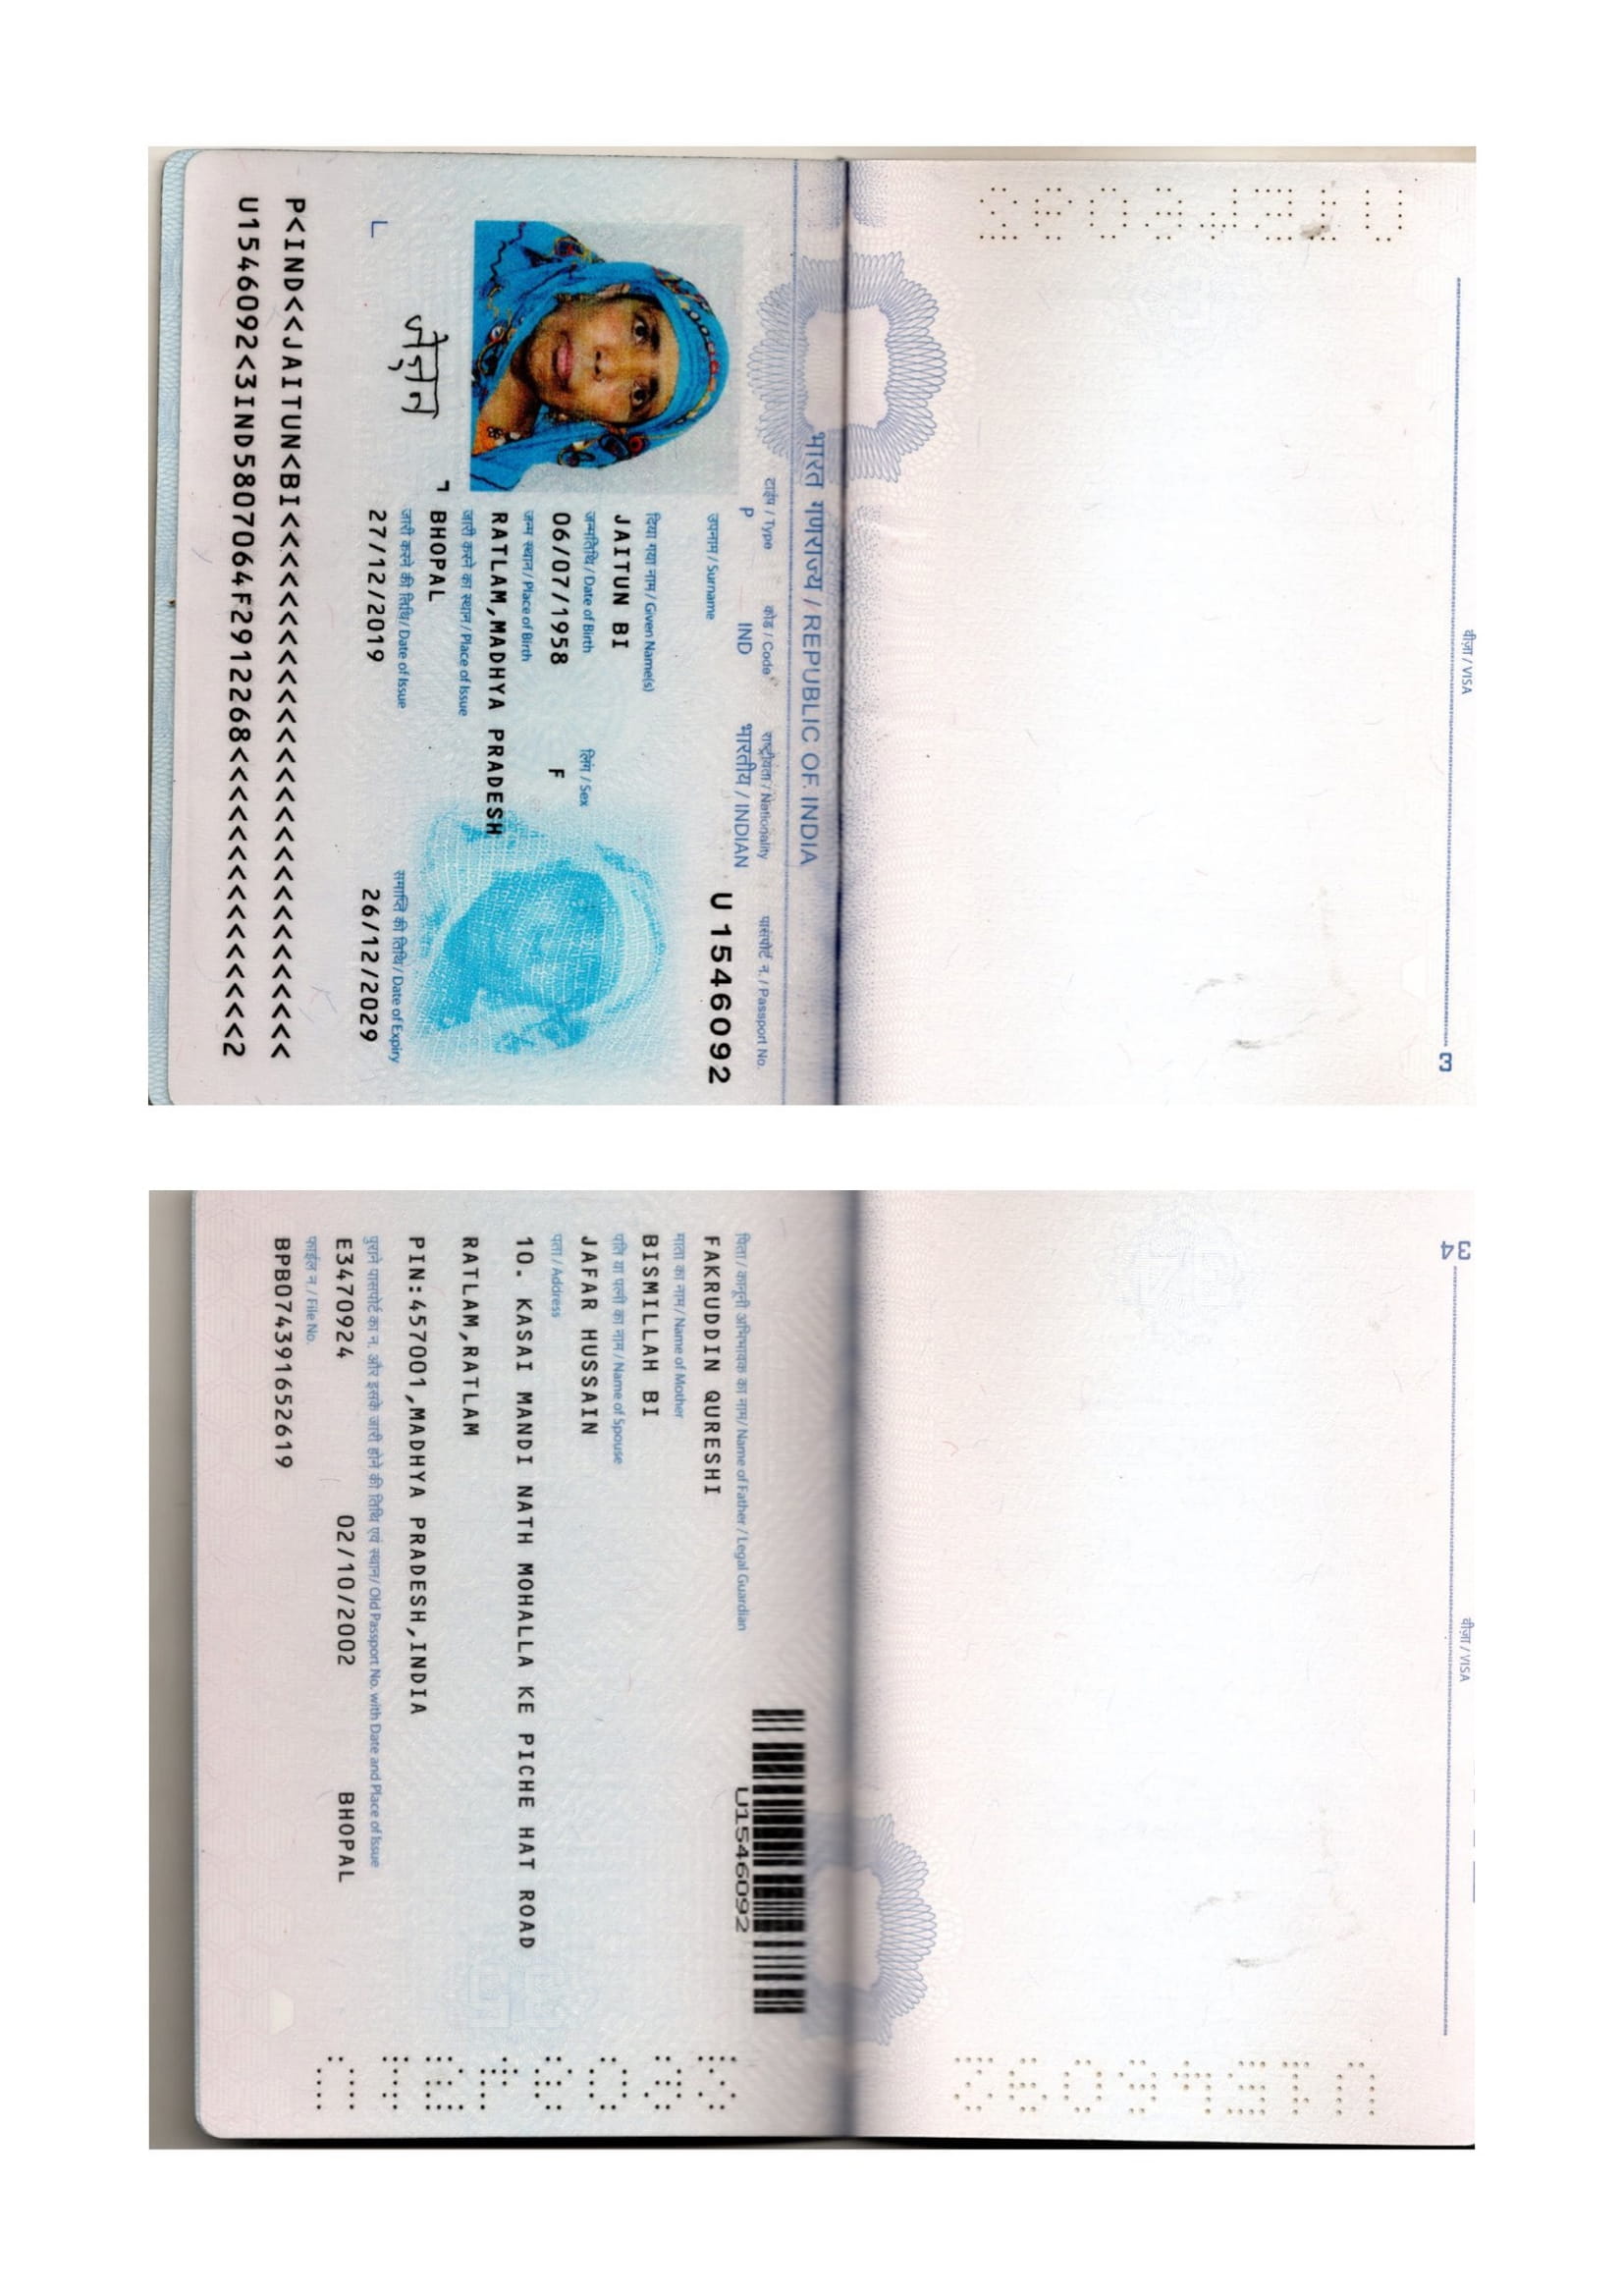 वीज़ा / VISA
3
U1546092
भारत गणराज्य / REPUBLIC OF INDIA
टाईप / Type कोड / Code राष्ट्रीयता / Nationality पासपोर्ट न. / Passport No.
P IND भारतीय / INDIAN U 1546092
उपनाम / Surname
दिया गया नाम / Given Name(s)
JAITUN BI
जन्मतिथि / Date of Birth लिंग / Sex
06/07/1958 F
जन्म स्थान / Place of Birth
RATLAM,MADHYA PRADESH
जारी करने का स्थान / Place of Issue
BHOPAL
जारी करने की तिथि / Date of Issue समाप्ति की तिथि / Date of Expiry
27/12/2019 26/12/2029
P<IND<<JAITUN<BI<<<<<<<<<<<<<<<<<<<<<<<<<<<<
U1546092<3IND5807064F2912268<<<<<<<<<<<<<<<2
34
वीज़ा / VISA
U1546092
U1546092
पिता / कानूनी अभिभावक का नाम / Name of Father / Legal Guardian
FAKRUDDIN QURESHI
माता का नाम / Name of Mother
BISMILLAH BI
पति या पत्नी का नाम / Name of Spouse
JAFAR HUSSAIN
पता / Address
10. KASAI MANDI NATH MOHALLA KE PICHE HAT ROAD
RATLAM,RATLAM
PIN:457001,MADHYA PRADESH,INDIA
पुराने पासपोर्ट का न. और इसके जारी होने की तिथि एवं स्थान / Old Passport No. with Date and Place of Issue
E3470924 02/10/2002 BHOPAL
फाईल न. / File No.
BPB074391652619
U1546092